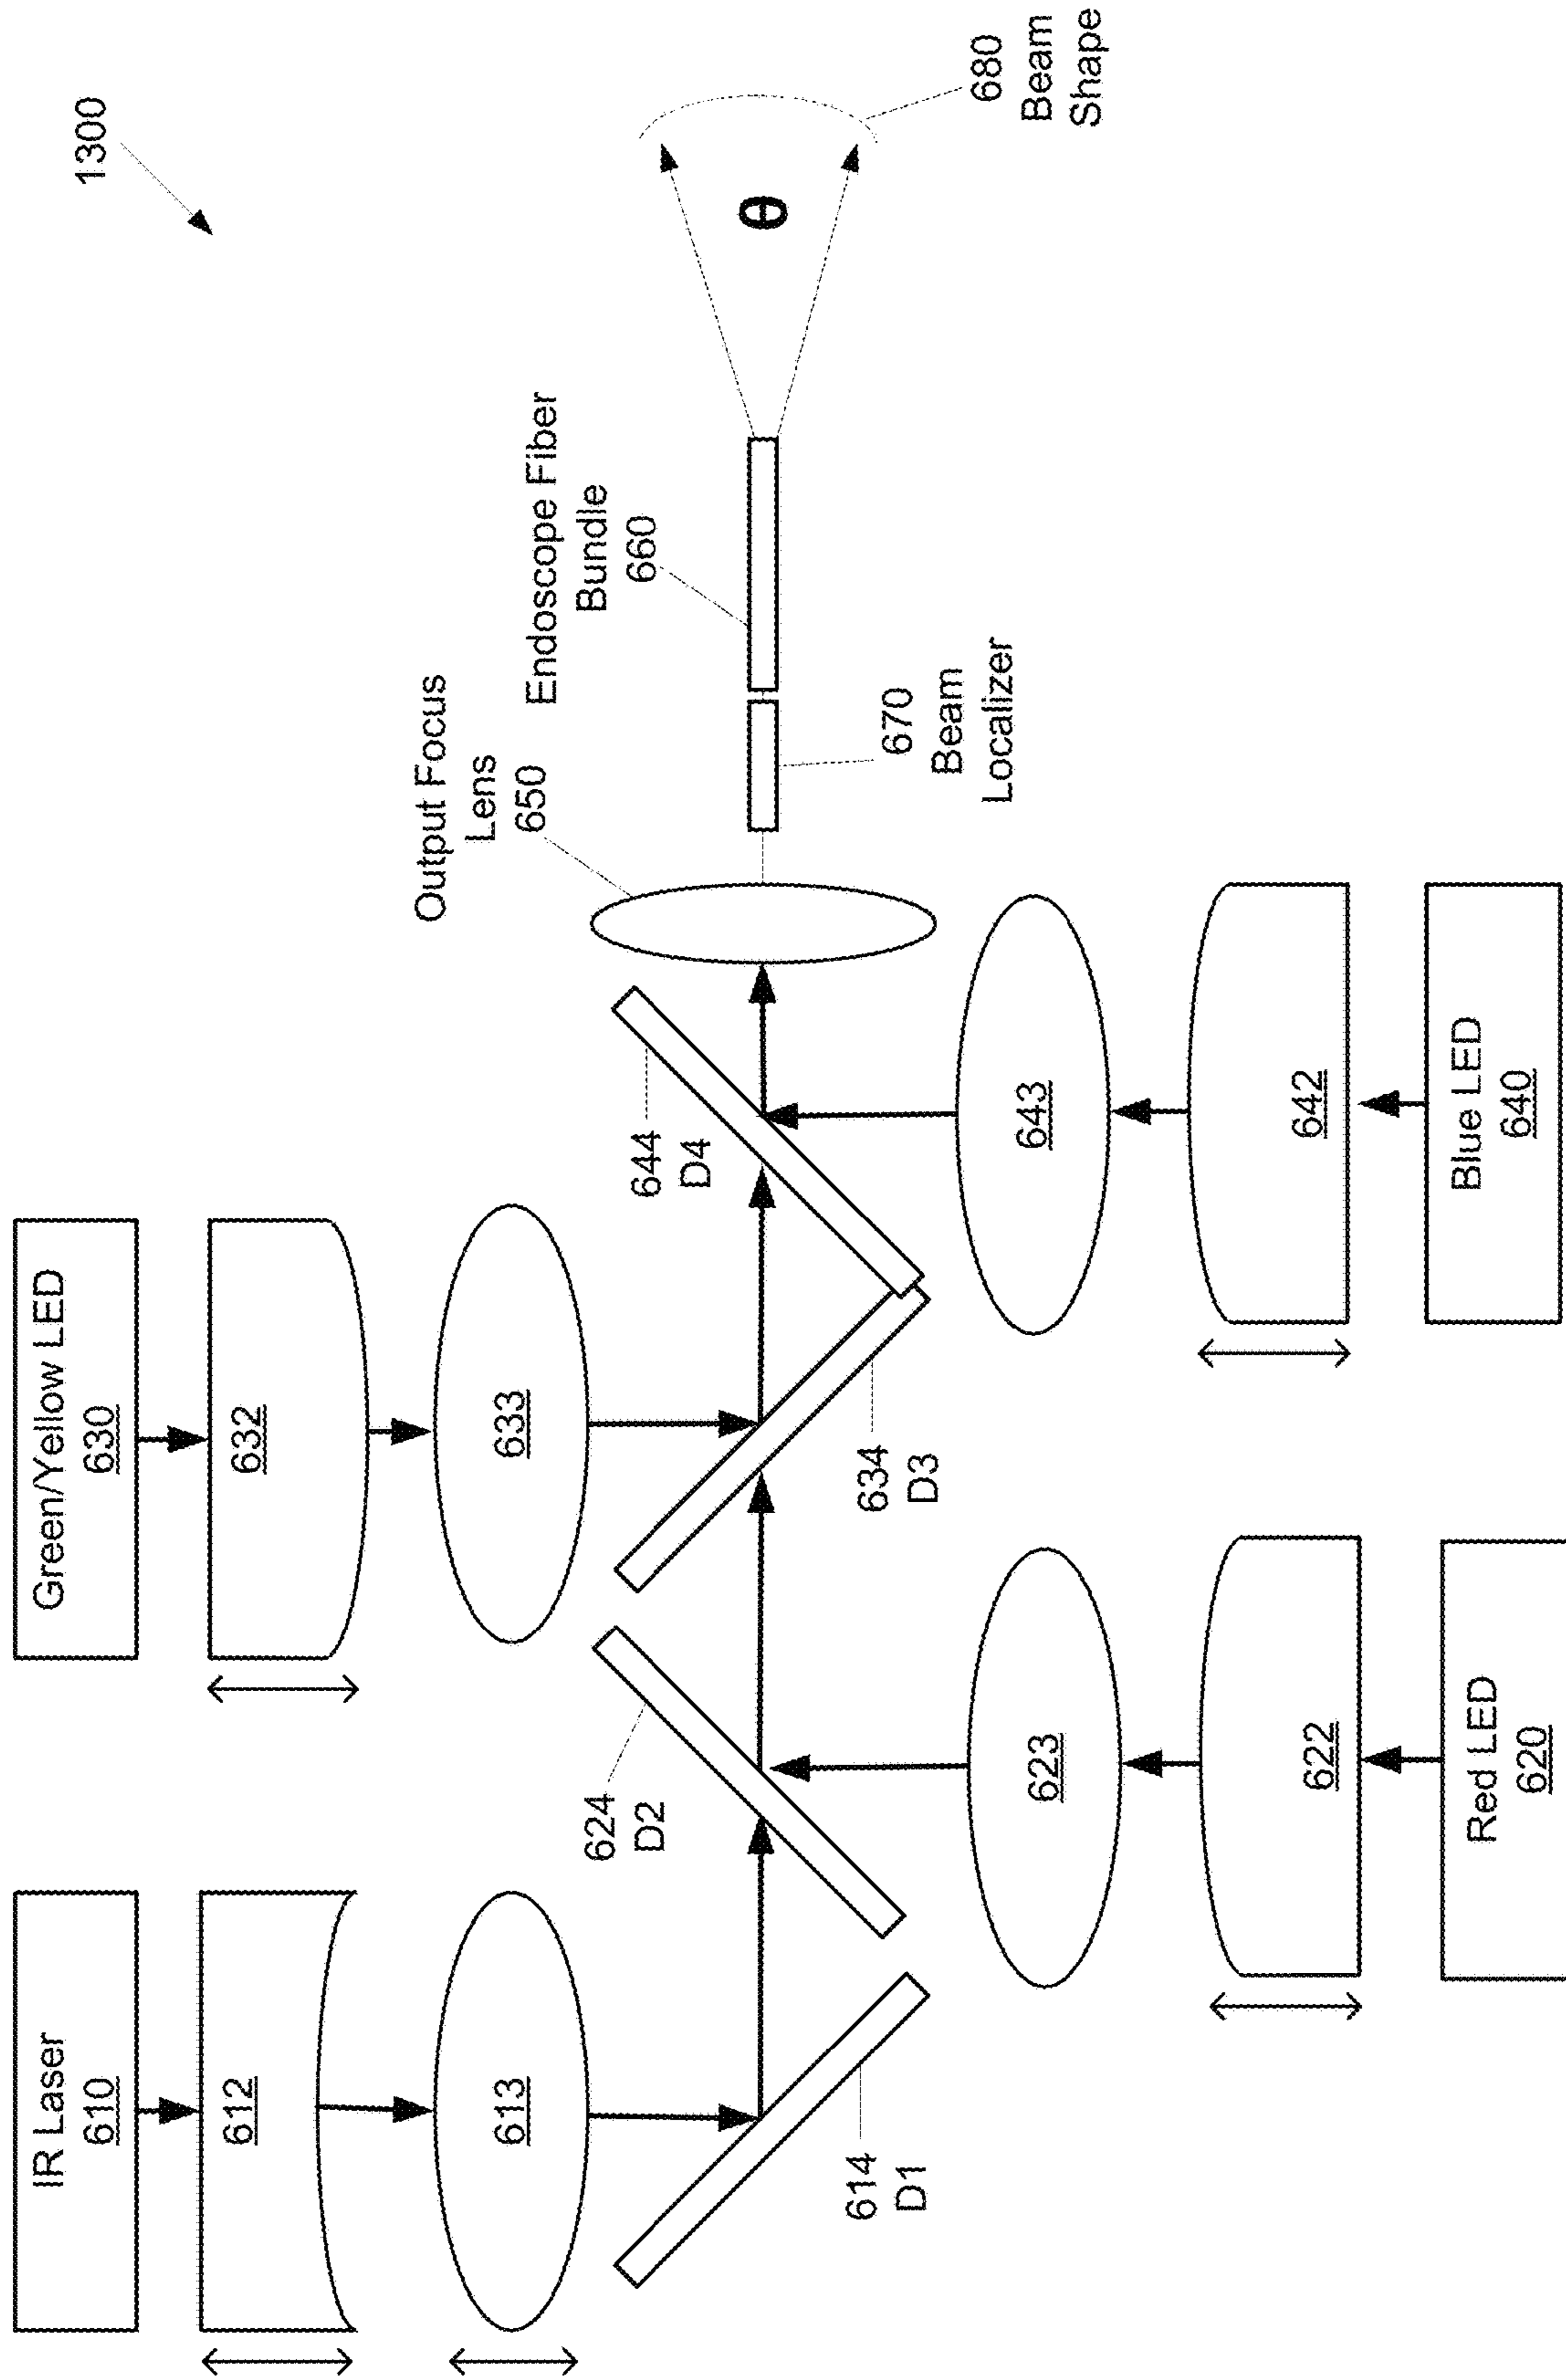 1300
IR Laser
610
612
613
614
D1
Green/Yellow LED
630
632
633
634
D3
624
D2
644
D4
Red LED
620
622
623
Blue LED
640
642
643
Output Focus
Lens
650
Endoscope Fiber
Bundle
660
670
Beam
Localizer
θ
680
Beam
Shape